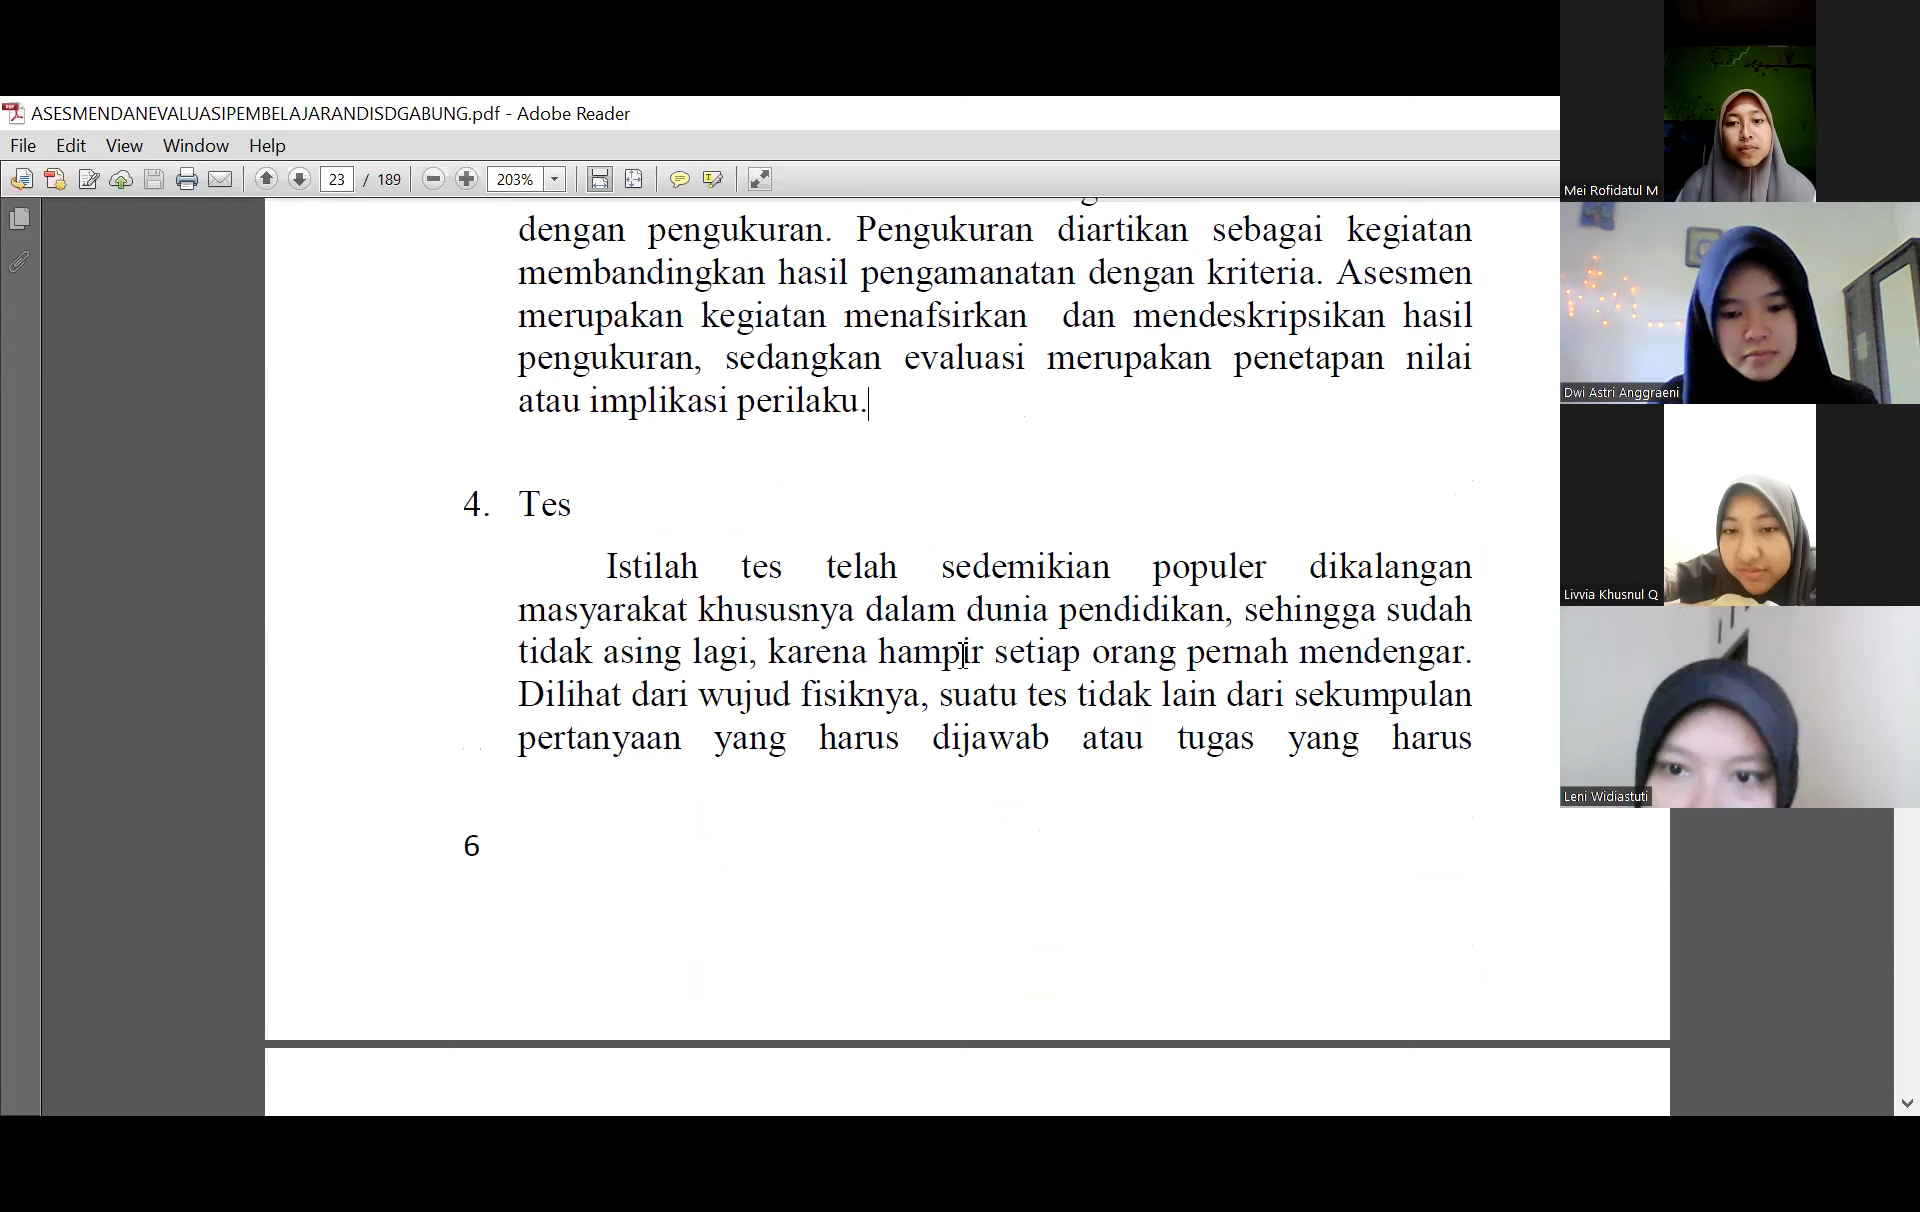 ASESMENDANEVALUASIPEMBELAJARANDISDGABUNG.pdf - Adobe Reader
File Edit View Window Help
23 / 189 203%
dengan pengukuran. Pengukuran diartikan sebagai kegiatan
membandingkan hasil pengamanatan dengan kriteria. Asesmen
merupakan kegiatan menafsirkan dan mendeskripsikan hasil
pengukuran, sedangkan evaluasi merupakan penetapan nilai
atau implikasi perilaku.
4. Tes
Istilah tes telah sedemikian populer dikalangan
masyarakat khususnya dalam dunia pendidikan, sehingga sudah
tidak asing lagi, karena hampir setiap orang pernah mendengar.
Dilihat dari wujud fisiknya, suatu tes tidak lain dari sekumpulan
pertanyaan yang harus dijawab atau tugas yang harus
6
Mei Rofidatul M
Dwi Astri Anggraeni
Livvia Khusnul Q
Leni Widiastuti